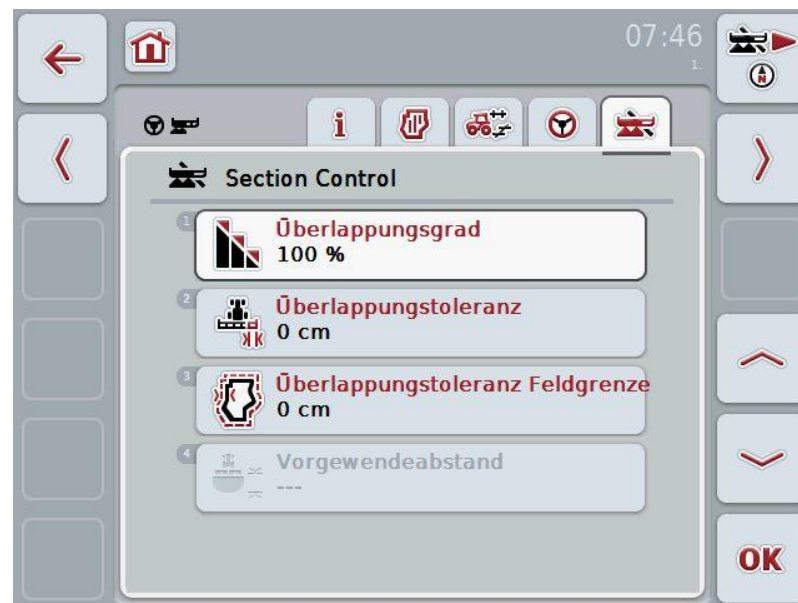 07:46
1.
i
Section Control
1
Überlappungsgrad
100 %
2
Überlappungstoleranz
0 cm
3
Überlappungstoleranz Feldgrenze
0 cm
4
Vorgewendeabstand
---
N
OK